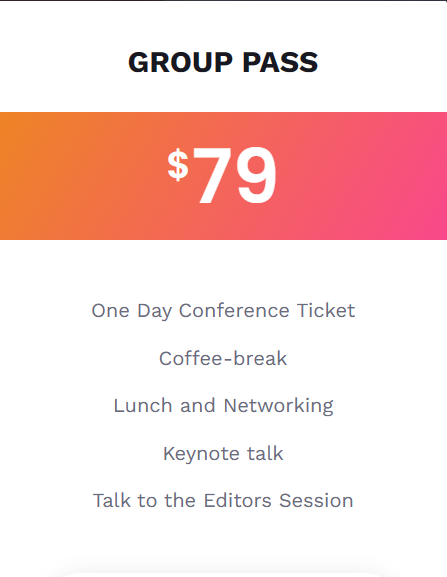 GROUP PASS
$79
One Day Conference Ticket
Coffee-break
Lunch and Networking
Keynote talk
Talk to the Editors Session